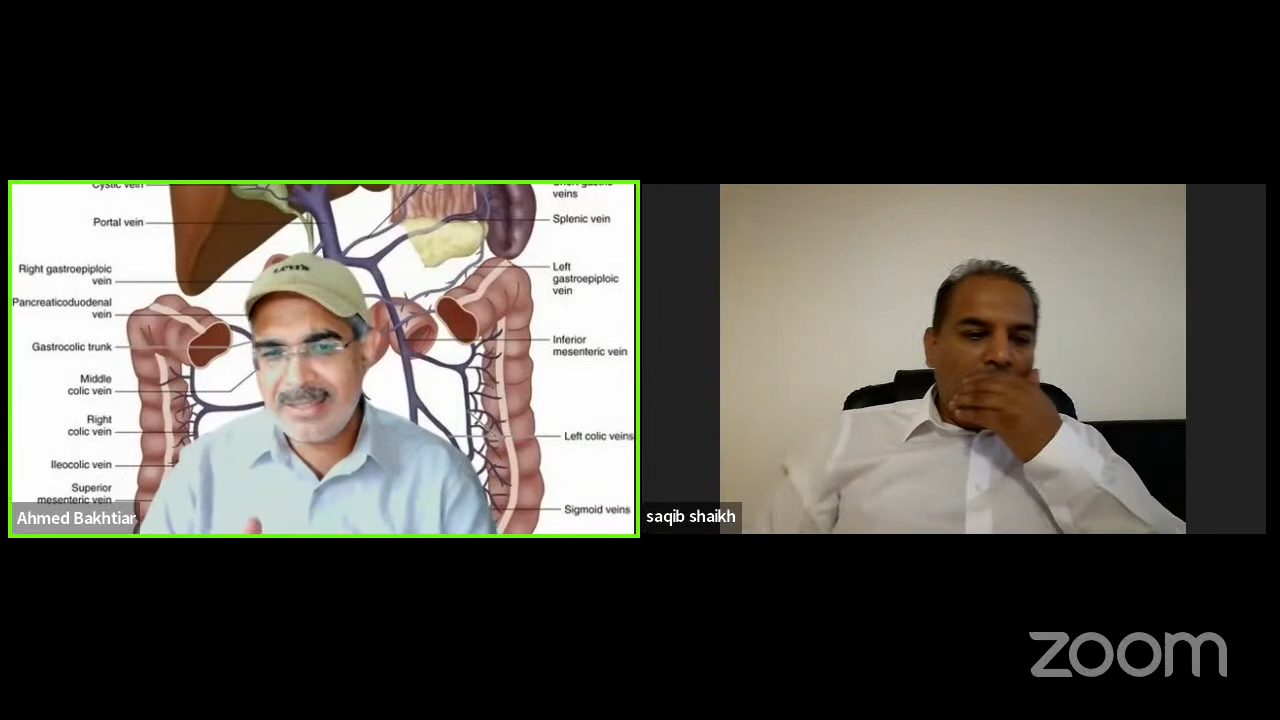 Cystic vein
Portal vein
Right gastroepiploic
vein
Pancreaticoduodenal
vein
Gastrocolic trunk
Middle
colic vein
Right
colic vein
Ileocolic vein
Superior
mesenteric vein
Ahmed Bakhtiar
LEVI'S
veins
Splenic vein
Left
gastroepiploic
vein
Inferior
mesenteric vein
Left colic veins
Sigmoid veins
saqib shaikh
zoom